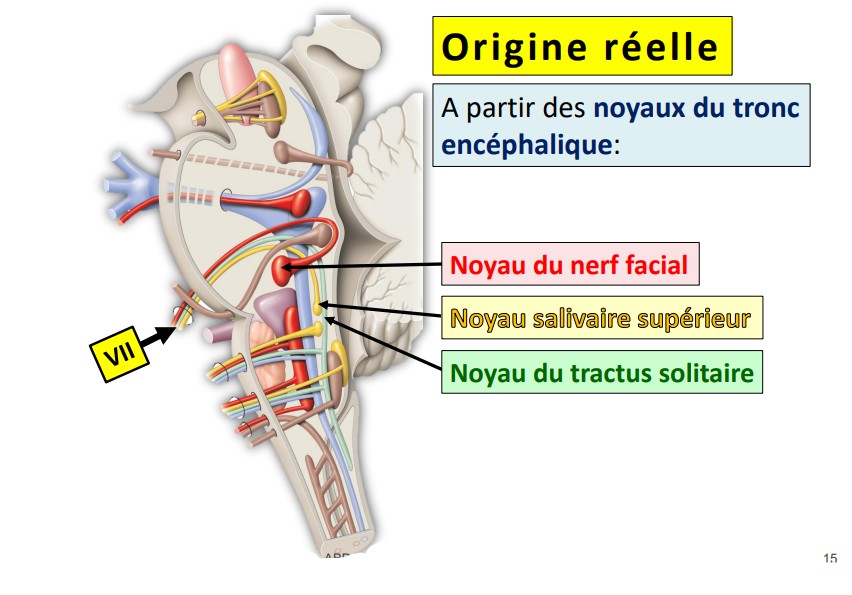 Origine réelle
A partir des noyaux du tronc
encéphalique:
Noyau du nerf facial
Noyau salivaire supérieur
Noyau du tractus solitaire
VII
15